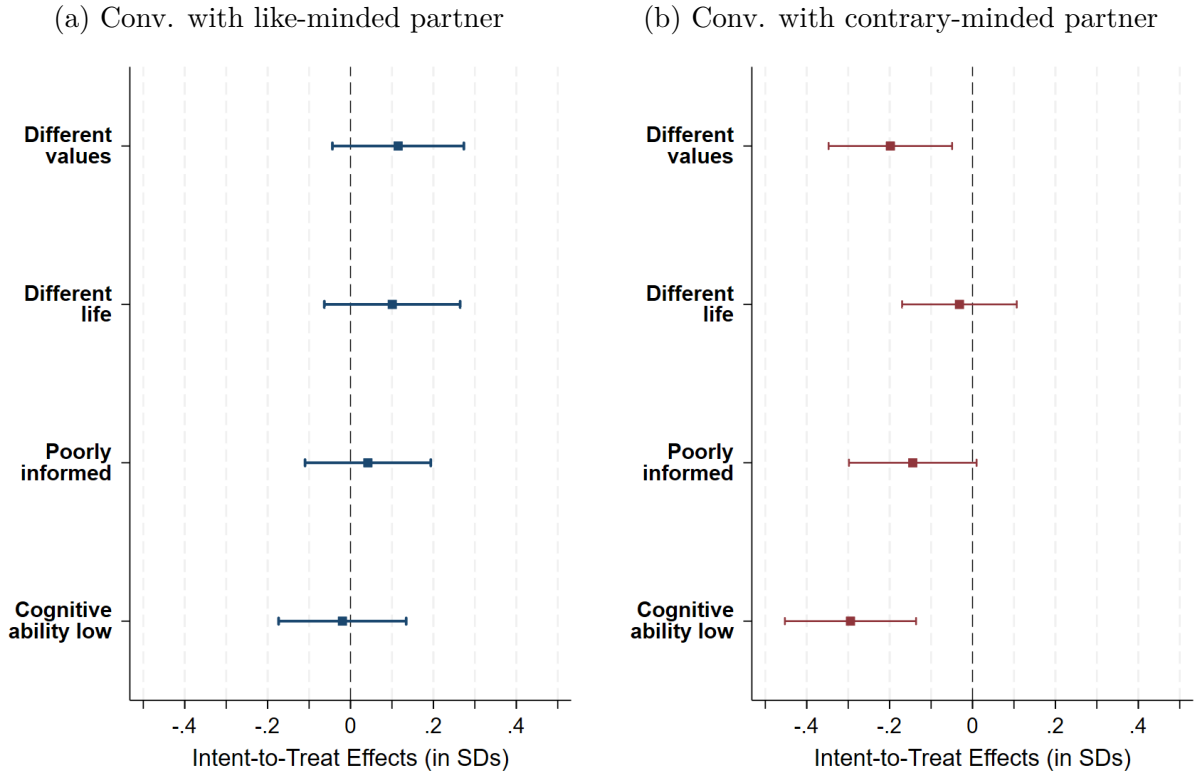 (a) Conv. with like-minded partner
Different
values
Different
life
Poorly
informed
Cognitive
ability low
-.4 -.2 0 .2 .4
Intent-to-Treat Effects (in SDs)
(b) Conv. with contrary-minded partner
Different
values
Different
life
Poorly
informed
Cognitive
ability low
-.4 -.2 0 .2 .4
Intent-to-Treat Effects (in SDs)